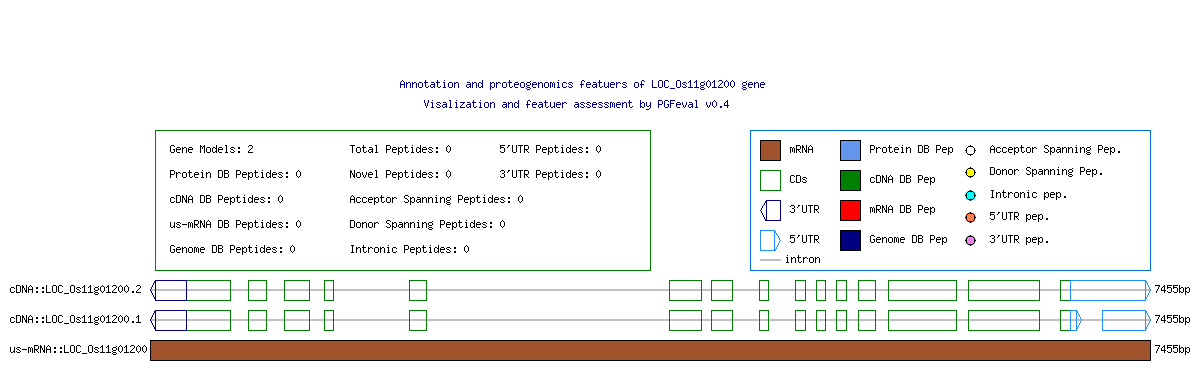 Annotation and proteogenomics featuers of LOC_Os11g01200 gene
Visalization and featuer assessment by PGFeval v0.4
Gene Models: 2 Total Peptides: 0 5'UTR Peptides: 0
Protein DB Peptides: 0 Novel Peptides: 0 3'UTR Peptides: 0
cDNA DB Peptides: 0 Acceptor Spanning Peptides: 0
us-mRNA DB Peptides: 0 Donor Spanning Peptides: 0
Genome DB Peptides: 0 Intronic Peptides: 0
mRNA Protein DB Pep Acceptor Spanning Pep.
CDs cDNA DB Pep Donor Spanning Pep.
3'UTR mRNA DB Pep Intronic pep.
5'UTR Genome DB Pep 5'UTR pep.
intron 3'UTR pep.
cDNA::LOC_Os11g01200.2 7455bp
cDNA::LOC_Os11g01200.1 7455bp
us-mRNA::LOC_Os11g01200 7455bp